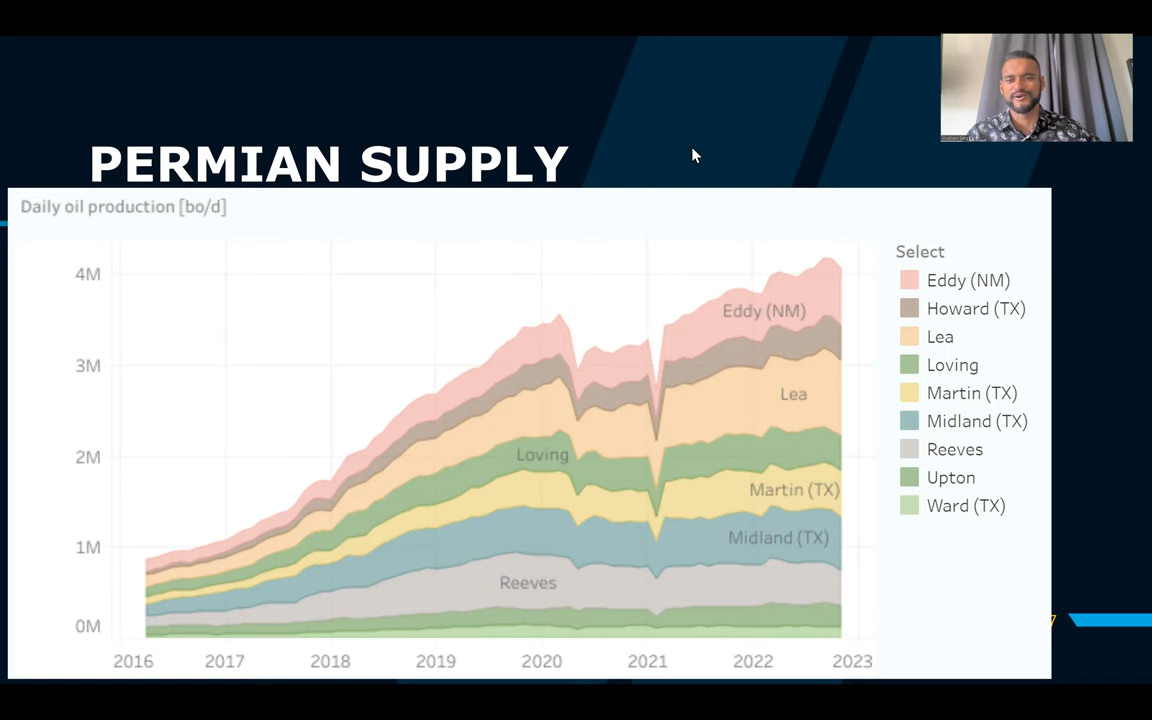 PERMIAN SUPPLY
Daily oil production [bo/d]
Select
Eddy (NM)
Howard (TX)
Lea
Loving
Martin (TX)
Midland (TX)
Reeves
Upton
Ward (TX)
4M
3M
2M
1M
0M
Eddy (NM)
Lea
Loving
Martin (TX)
Midland (TX)
Reeves
2016 2017 2018 2019 2020 2021 2022 2023
7